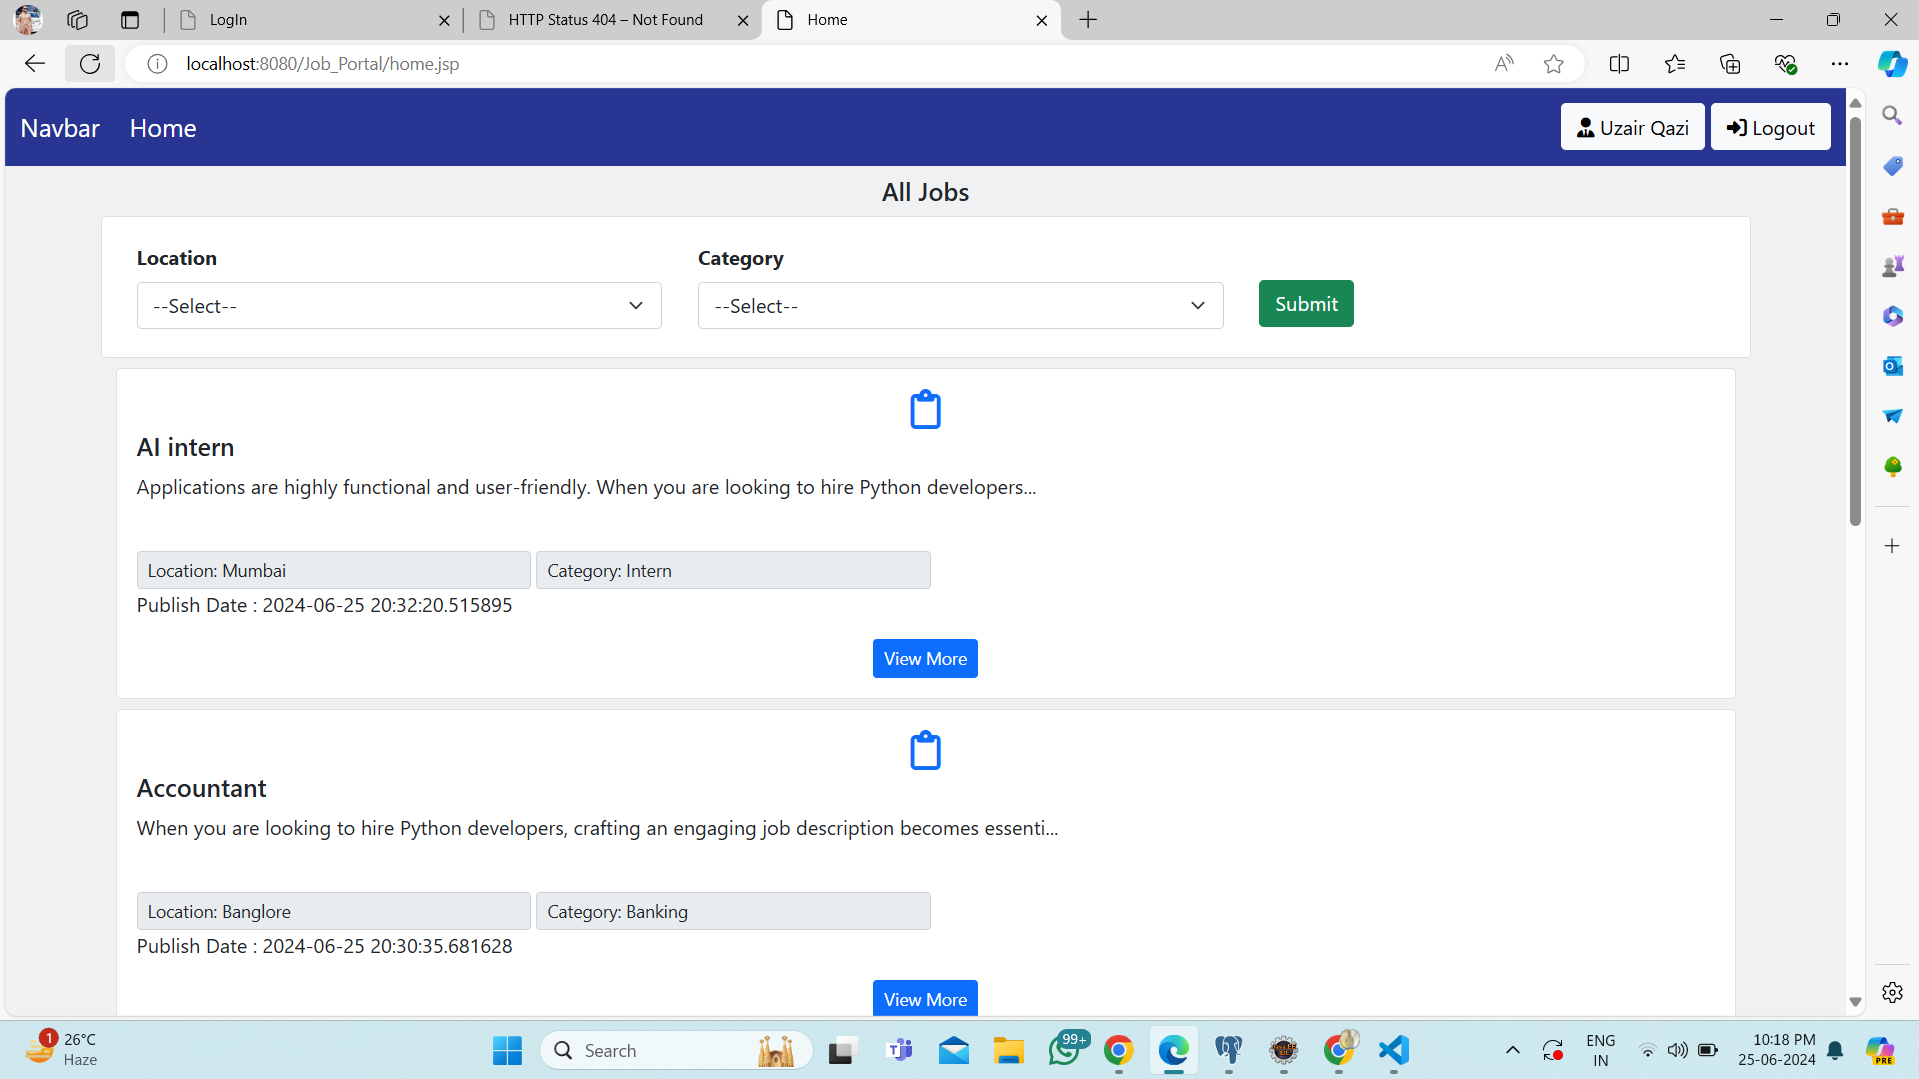 LogIn
HTTP Status 404 – Not Found
Home
localhost:8080/Job_Portal/home.jsp
Navbar Home Uzair Qazi Logout
All Jobs
Location Category
--Select-- --Select-- Submit
AI intern
Applications are highly functional and user-friendly. When you are looking to hire Python developers...
Location: Mumbai Category: Intern
Publish Date : 2024-06-25 20:32:20.515895
View More
Accountant
When you are looking to hire Python developers, crafting an engaging job description becomes essenti...
Location: Banglore Category: Banking
Publish Date : 2024-06-25 20:30:35.681628
View More
1 26°C
Haze
Search
99+
ENG
IN
10:18 PM
25-06-2024
PRE